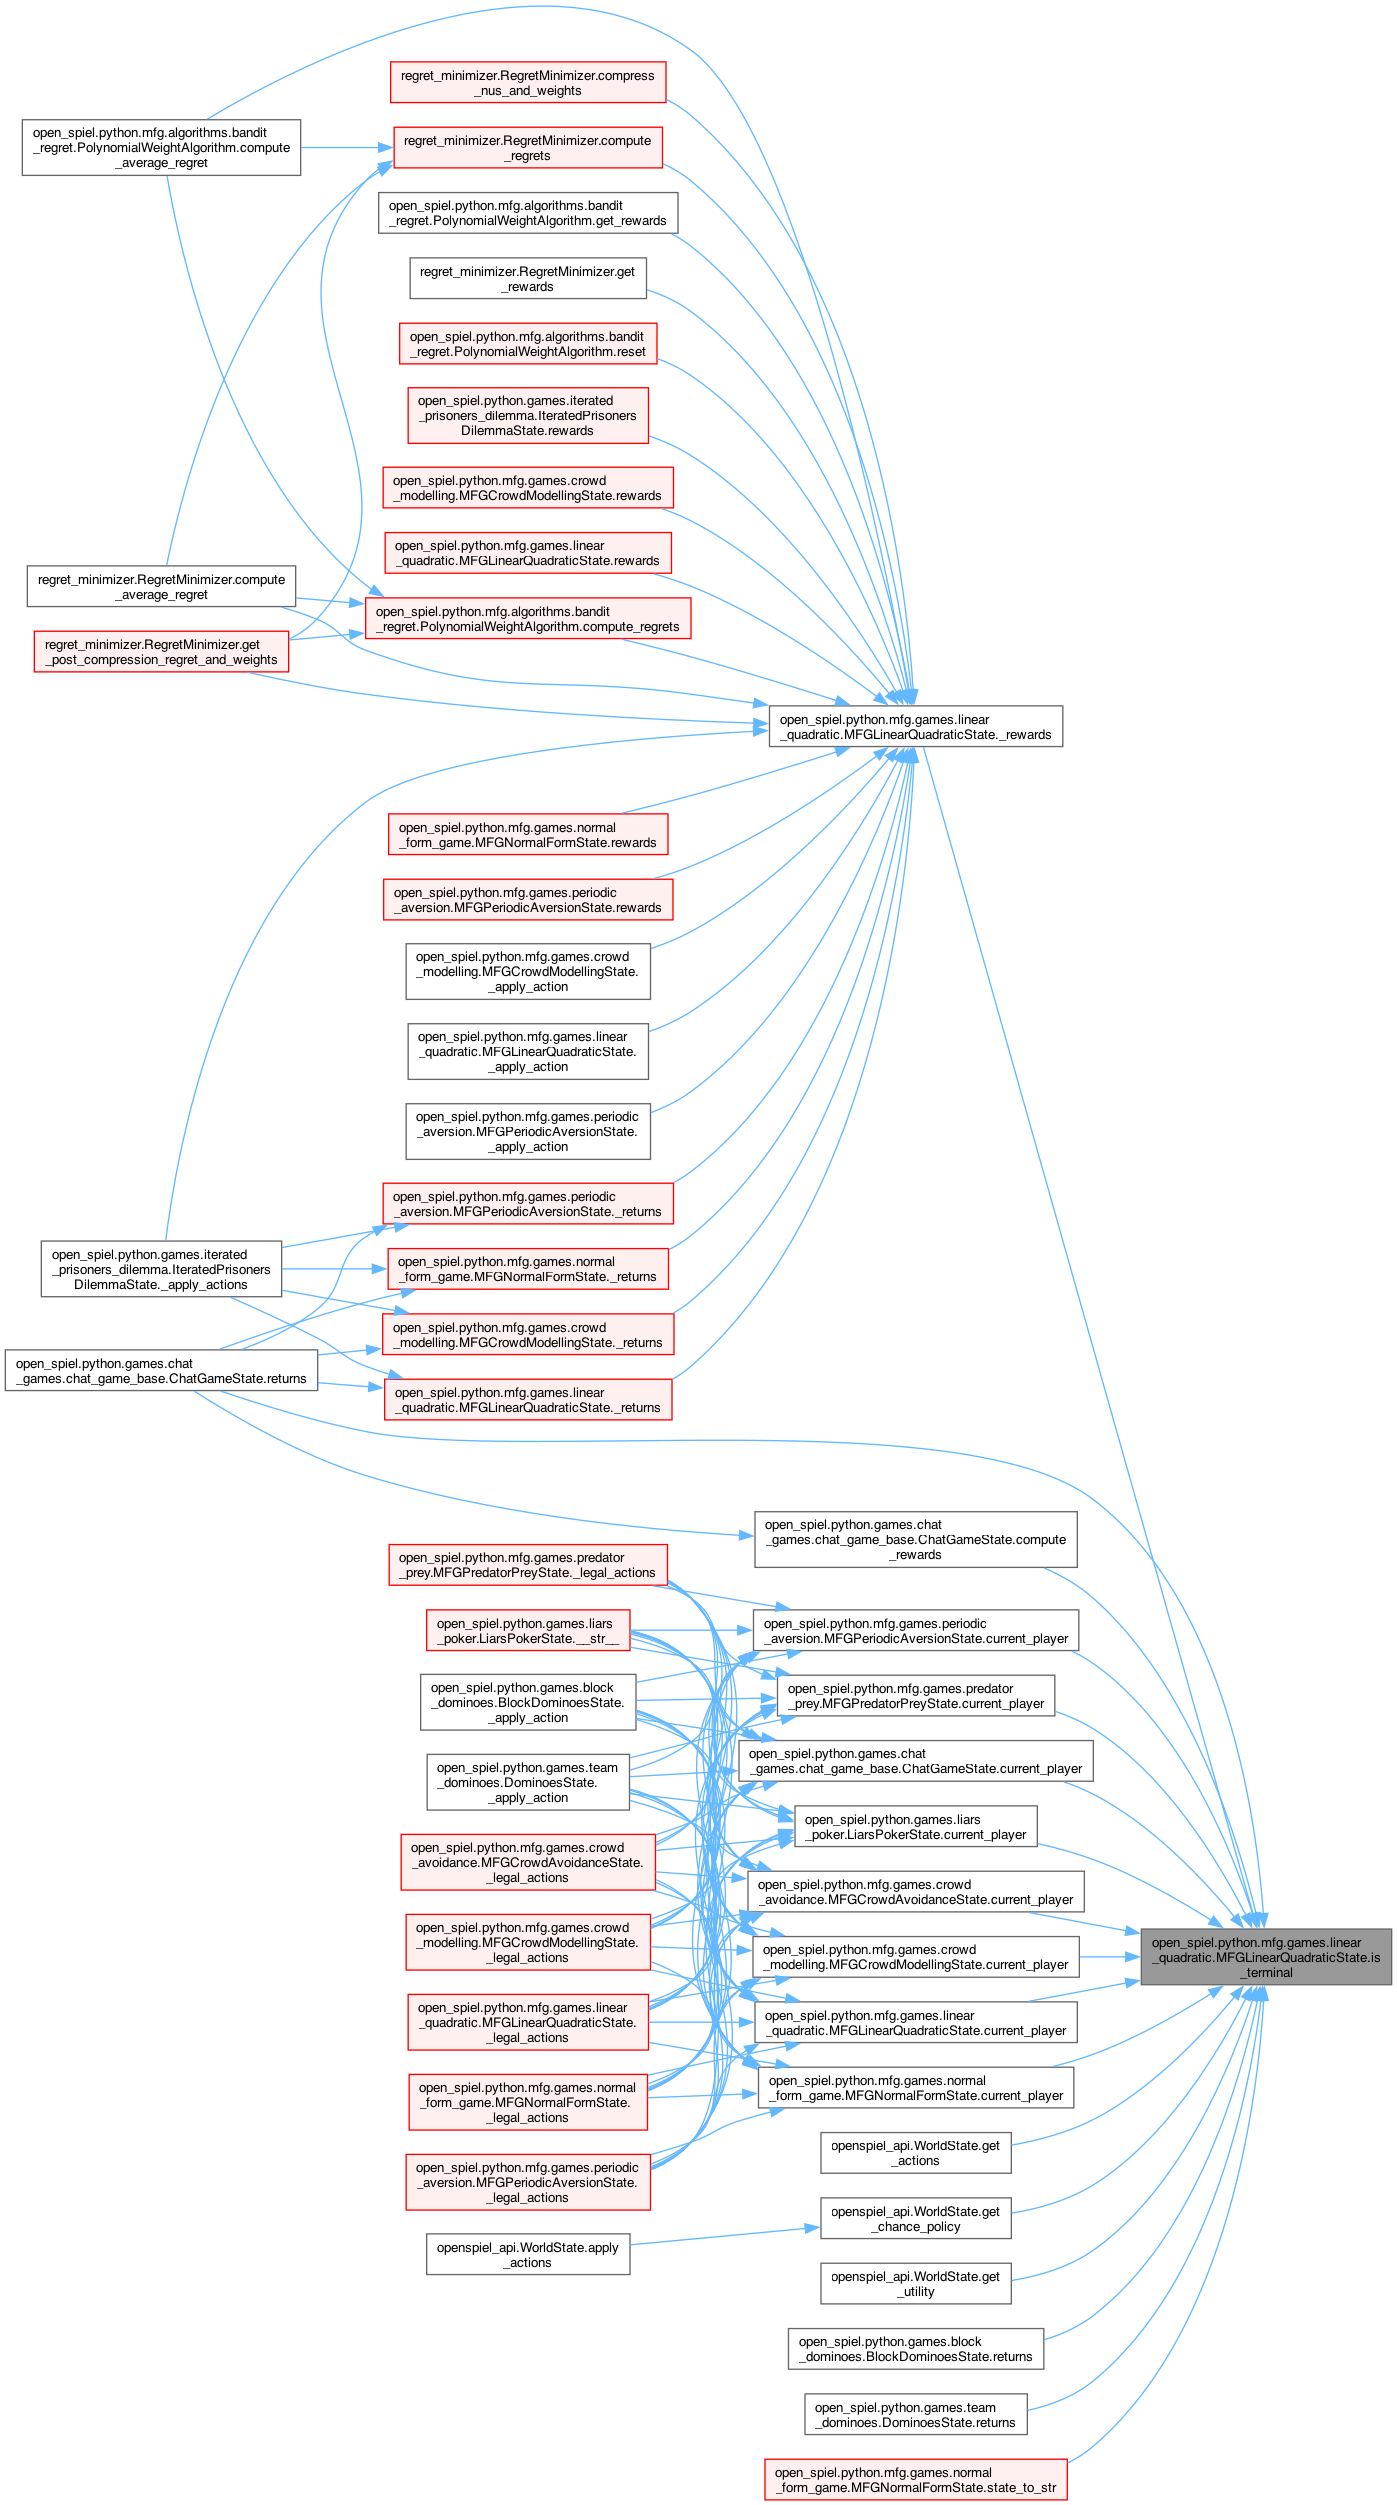 regret_minimizer.RegretMinimizer.compress
_nus_and_weights
open_spiel.python.mfg.algorithms.bandit
_regret.PolynomialWeightAlgorithm.compute
_average_regret
regret_minimizer.RegretMinimizer.compute
_regrets
open_spiel.python.mfg.algorithms.bandit
_regret.PolynomialWeightAlgorithm.get_rewards
regret_minimizer.RegretMinimizer.get
_rewards
open_spiel.python.mfg.algorithms.bandit
_regret.PolynomialWeightAlgorithm.reset
open_spiel.python.games.iterated
_prisoners_dilemma.IteratedPrisoners
DilemmaState.rewards
open_spiel.python.mfg.games.crowd
_modelling.MFGCrowdModellingState.rewards
open_spiel.python.mfg.games.linear
_quadratic.MFGLinearQuadraticState.rewards
regret_minimizer.RegretMinimizer.compute
_average_regret
open_spiel.python.mfg.algorithms.bandit
_regret.PolynomialWeightAlgorithm.compute_regrets
regret_minimizer.RegretMinimizer.get
_post_compression_regret_and_weights
open_spiel.python.mfg.games.linear
_quadratic.MFGLinearQuadraticState._rewards
open_spiel.python.mfg.games.normal
_form_game.MFGNormalFormState.rewards
open_spiel.python.mfg.games.periodic
_aversion.MFGPeriodicAversionState.rewards
open_spiel.python.mfg.games.crowd
_modelling.MFGCrowdModellingState.
_apply_action
open_spiel.python.mfg.games.linear
_quadratic.MFGLinearQuadraticState.
_apply_action
open_spiel.python.mfg.games.periodic
_aversion.MFGPeriodicAversionState.
_apply_action
open_spiel.python.mfg.games.periodic
_aversion.MFGPeriodicAversionState._returns
open_spiel.python.games.iterated
_prisoners_dilemma.IteratedPrisoners
DilemmaState._apply_actions
open_spiel.python.mfg.games.normal
_form_game.MFGNormalFormState._returns
open_spiel.python.mfg.games.crowd
_modelling.MFGCrowdModellingState._returns
open_spiel.python.games.chat
_games.chat_game_base.ChatGameState.returns
open_spiel.python.mfg.games.linear
_quadratic.MFGLinearQuadraticState._returns
open_spiel.python.games.chat
_games.chat_game_base.ChatGameState.compute
_rewards
open_spiel.python.mfg.games.predator
_prey.MFGPredatorPreyState._legal_actions
open_spiel.python.games.liars
_poker.LiarsPokerState.__str__
open_spiel.python.mfg.games.periodic
_aversion.MFGPeriodicAversionState.current_player
open_spiel.python.games.block
_dominoes.BlockDominoesState.
_apply_action
open_spiel.python.mfg.games.predator
_prey.MFGPredatorPreyState.current_player
open_spiel.python.games.team
_dominoes.DominoesState.
_apply_action
open_spiel.python.games.chat
_games.chat_game_base.ChatGameState.current_player
open_spiel.python.games.liars
_poker.LiarsPokerState.current_player
open_spiel.python.mfg.games.crowd
_avoidance.MFGCrowdAvoidanceState.
_legal_actions
open_spiel.python.mfg.games.crowd
_avoidance.MFGCrowdAvoidanceState.current_player
open_spiel.python.mfg.games.crowd
_modelling.MFGCrowdModellingState.
_legal_actions
open_spiel.python.mfg.games.crowd
_modelling.MFGCrowdModellingState.current_player
open_spiel.python.mfg.games.linear
_quadratic.MFGLinearQuadraticState.is
_terminal
open_spiel.python.mfg.games.linear
_quadratic.MFGLinearQuadraticState.
_legal_actions
open_spiel.python.mfg.games.linear
_quadratic.MFGLinearQuadraticState.current_player
open_spiel.python.mfg.games.normal
_form_game.MFGNormalFormState.
_legal_actions
open_spiel.python.mfg.games.normal
_form_game.MFGNormalFormState.current_player
open_spiel.python.mfg.games.periodic
_aversion.MFGPeriodicAversionState.
_legal_actions
openspiel_api.WorldState.get
_actions
openspiel_api.WorldState.get
_chance_policy
openspiel_api.WorldState.apply
_actions
openspiel_api.WorldState.get
_utility
open_spiel.python.games.block
_dominoes.BlockDominoesState.returns
open_spiel.python.games.team
_dominoes.DominoesState.returns
open_spiel.python.mfg.games.normal
_form_game.MFGNormalFormState.state_to_str